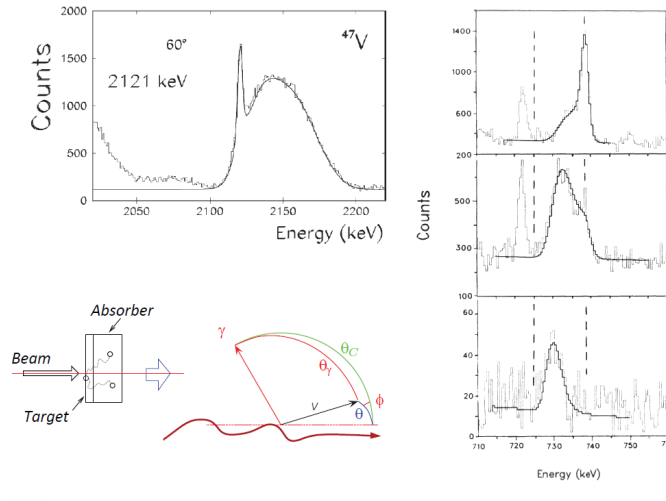 2000
60°
⁴⁷V
1500
2121 keV
Counts
1000
500
0
2050
2100
2150
2200
Energy (keV)
Absorber
Beam
Target
γ
θ_C
θ_γ
V
θ
φ
1400
1000
600
200
Counts
500
300
100
60
40
20
0
710
720
730
740
750
Energy (keV)